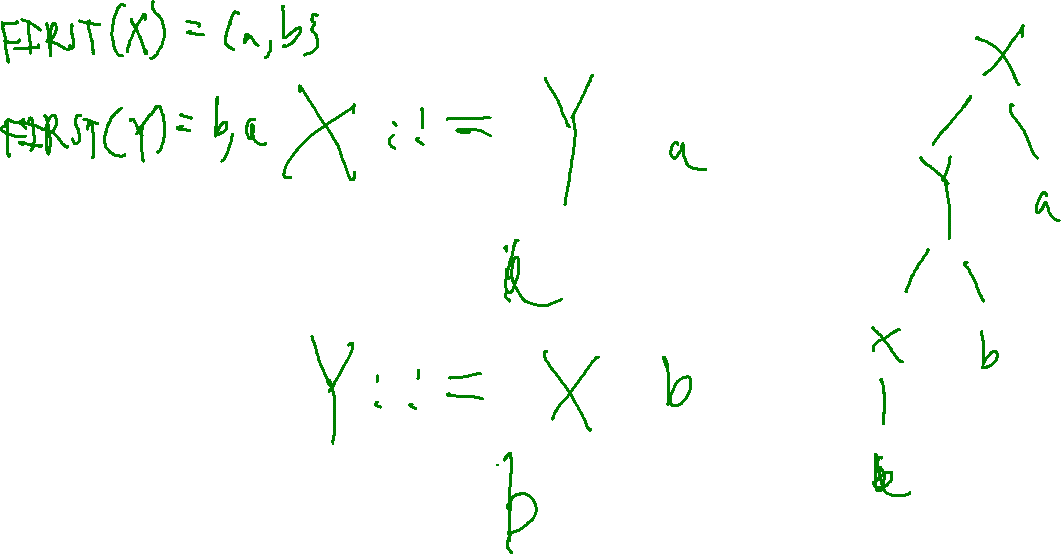 FIRST(X) = {a, b}
FIRST(Y) = b, a
X ::= Y a
a
Y ::= X b
b
X
Y a
X b